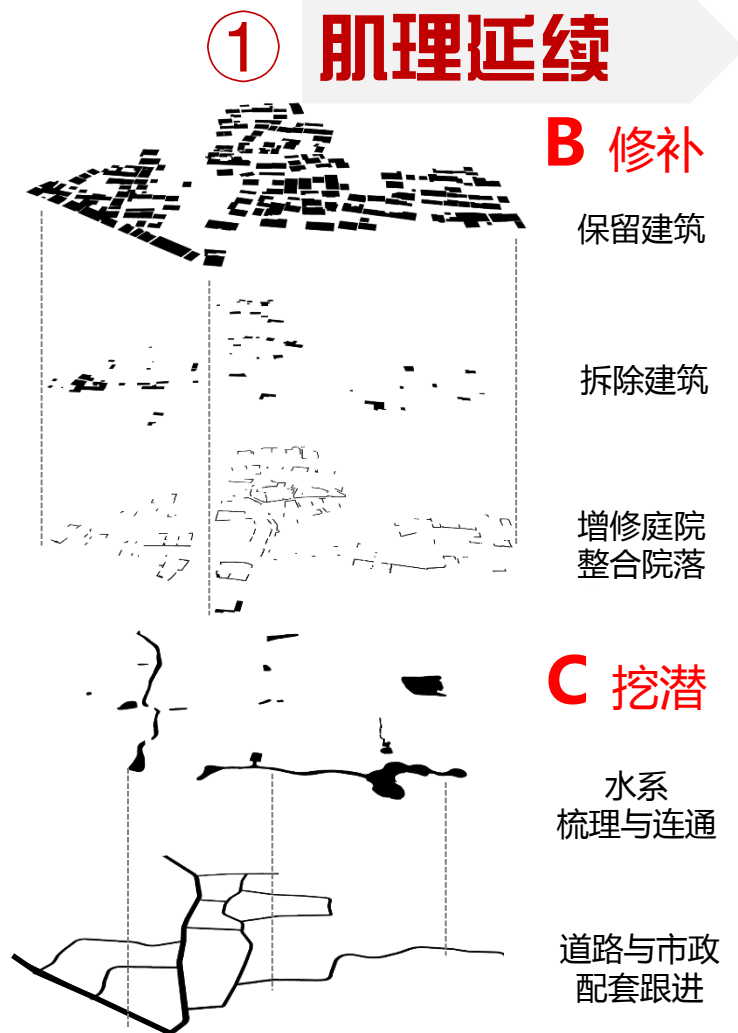 ① 肌理延续
B 修补
保留建筑
拆除建筑
增修庭院
整合院落
C 挖潜
水系
梳理与连通
道路与市政
配套跟进